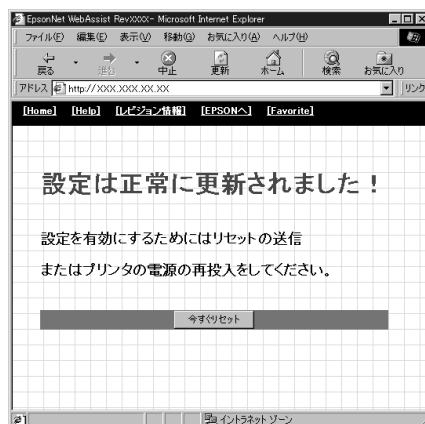 EpsonNet WebAssist RevXXXX- Microsoft Internet Explorer
ファイル(F) 編集(E) 表示(V) 移動(G) お気に入り(A) ヘルプ(H)
戻る 進む 中止 更新 ホーム 検索 お気に入り
アドレス http://XXX.XXX.XX.XX リンク
[Home] [Help] [レビジョン情報] [EPSONへ] [Favorite]
設定は正常に更新されました!
設定を有効にするためにはリセットの送信
またはプリンタの電源の再投入をしてください。
今すぐリセット
イントラネット ゾーン